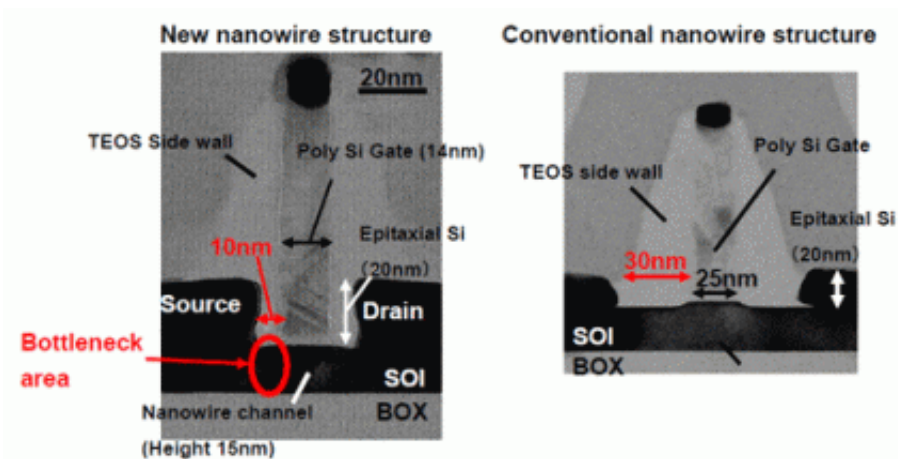 New nanowire structure
20nm
TEOS Side wall
Poly Si Gate (14nm)
Epitaxial Si
(20nm)
10nm
Source
Drain
Bottleneck
area
SOI
BOX
Nanowire channel
(Height 15nm)
Conventional nanowire structure
Poly Si Gate
TEOS side wall
Epitaxial Si
(20nm)
30nm
25nm
SOI
BOX